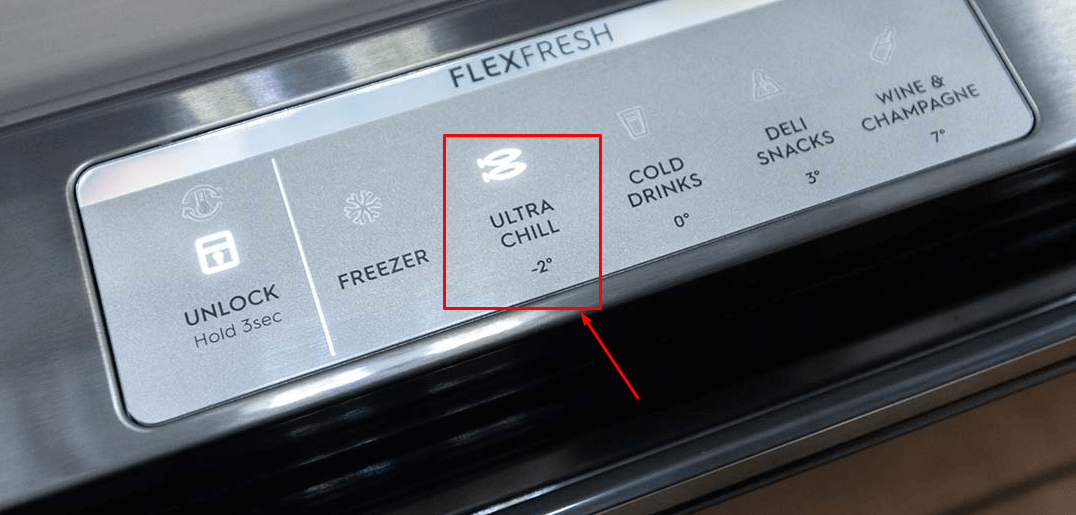 FLEXFRESH
UNLOCK
Hold 3sec
FREEZER
ULTRA
CHILL
-2°
COLD
DRINKS
0°
DELI
SNACKS
3°
WINE &
CHAMPAGNE
7°